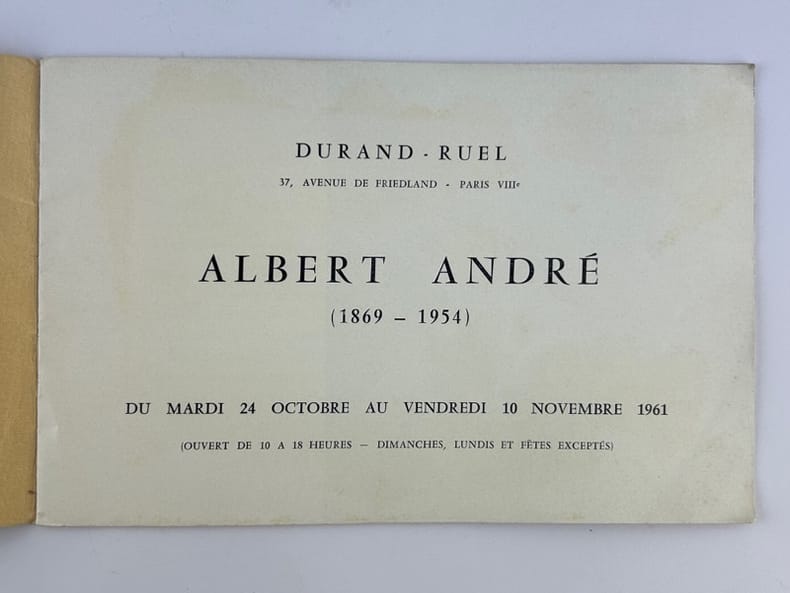 DURAND - RUEL
37, AVENUE DE FRIEDLAND - PARIS VIIIe
ALBERT ANDRÉ
(1869 – 1954)
DU MARDI 24 OCTOBRE AU VENDREDI 10 NOVEMBRE 1961
(OUVERT DE 10 A 18 HEURES — DIMANCHES, LUNDIS ET FÊTES EXCEPTÉS)